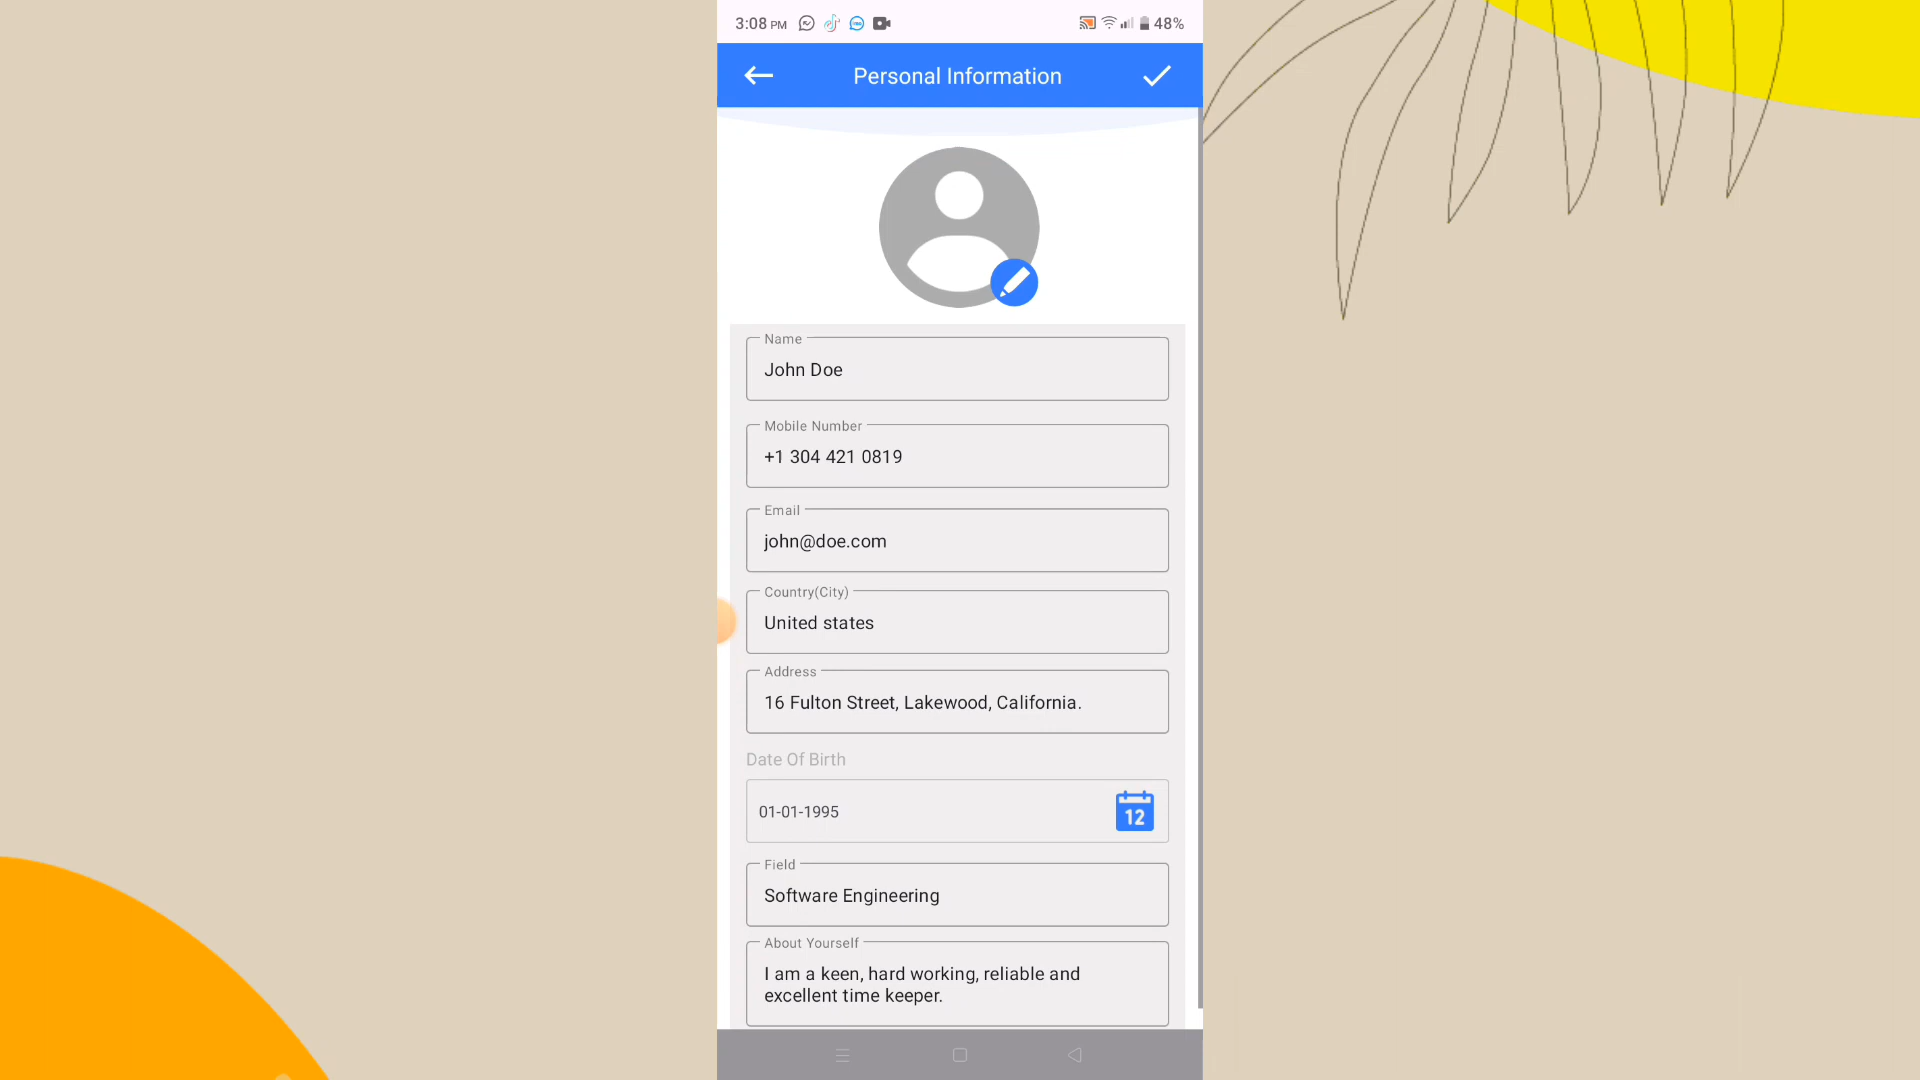 3:08 PM
48%
Personal Information
Name
John Doe
Mobile Number
+1 304 421 0819
Email
john@doe.com
Country(City)
United states
Address
16 Fulton Street, Lakewood, California.
Date Of Birth
01-01-1995
12
Field
Software Engineering
About Yourself
I am a keen, hard working, reliable and
excellent time keeper.